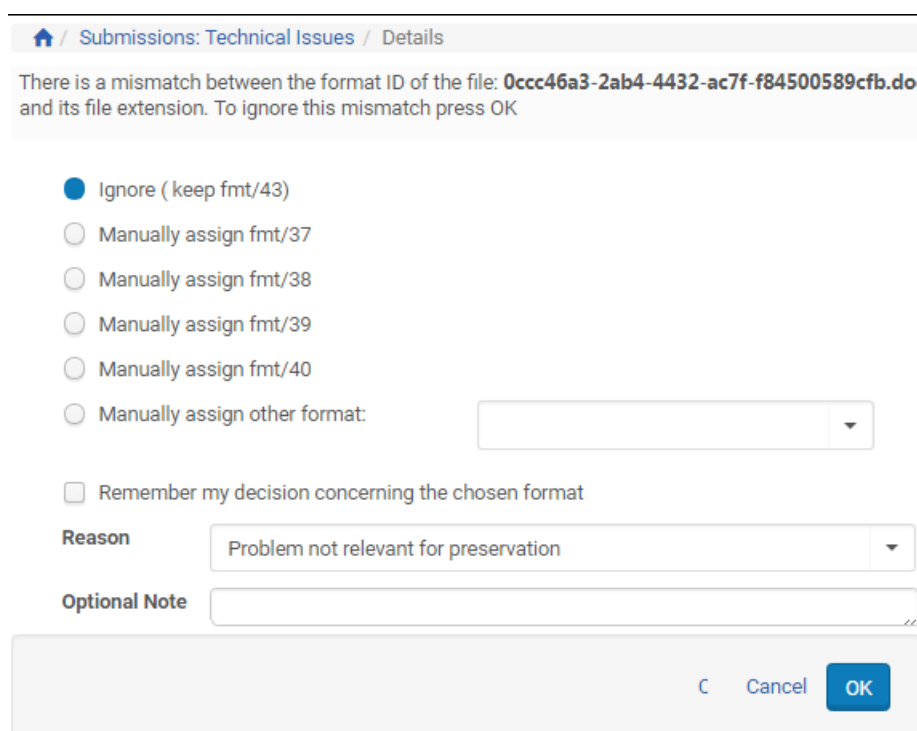 / Submissions: Technical Issues / Details
There is a mismatch between the format ID of the file: 0ccc46a3-2ab4-4432-ac7f-f84500589cfb.do
and its file extension. To ignore this mismatch press OK
Ignore ( keep fmt/43)
Manually assign fmt/37
Manually assign fmt/38
Manually assign fmt/39
Manually assign fmt/40
Manually assign other format:
Remember my decision concerning the chosen format
Reason Problem not relevant for preservation
Optional Note
C Cancel OK